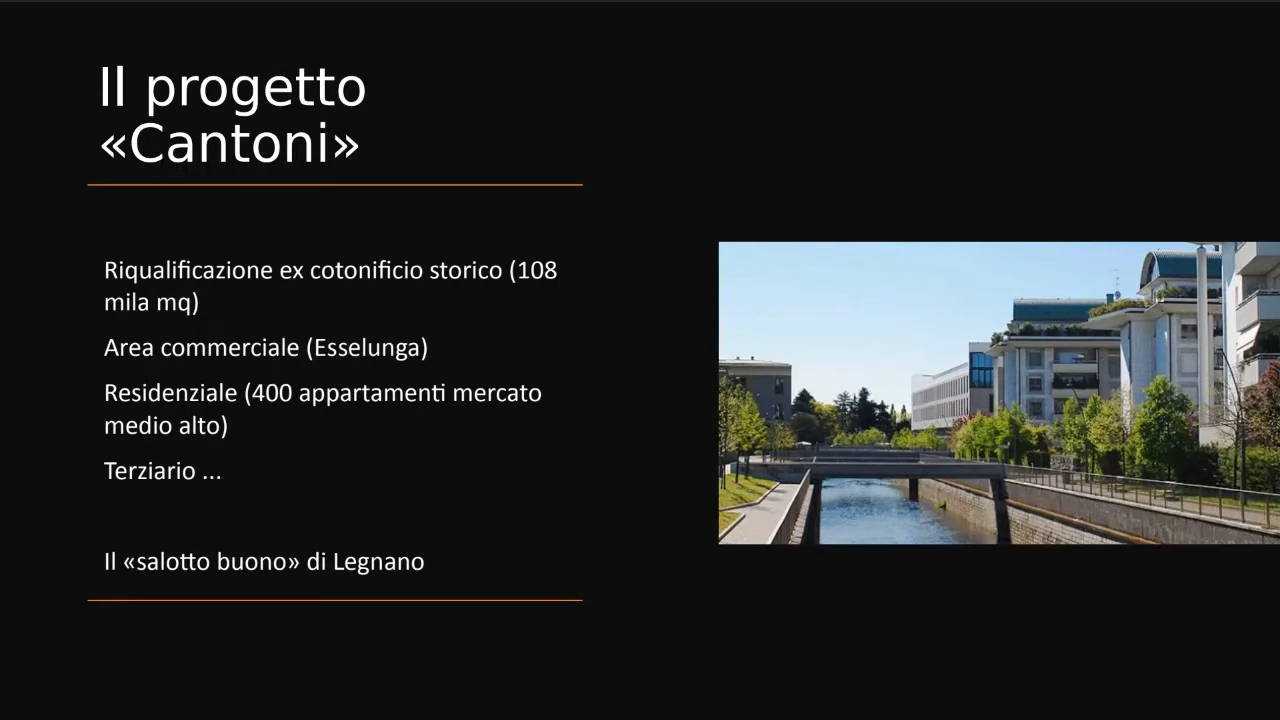 Il progetto
«Cantoni»
Riqualificazione ex cotonificio storico (108
mila mq)
Area commerciale (Esselunga)
Residenziale (400 appartamenti mercato
medio alto)
Terziario ...
Il «salotto buono» di Legnano